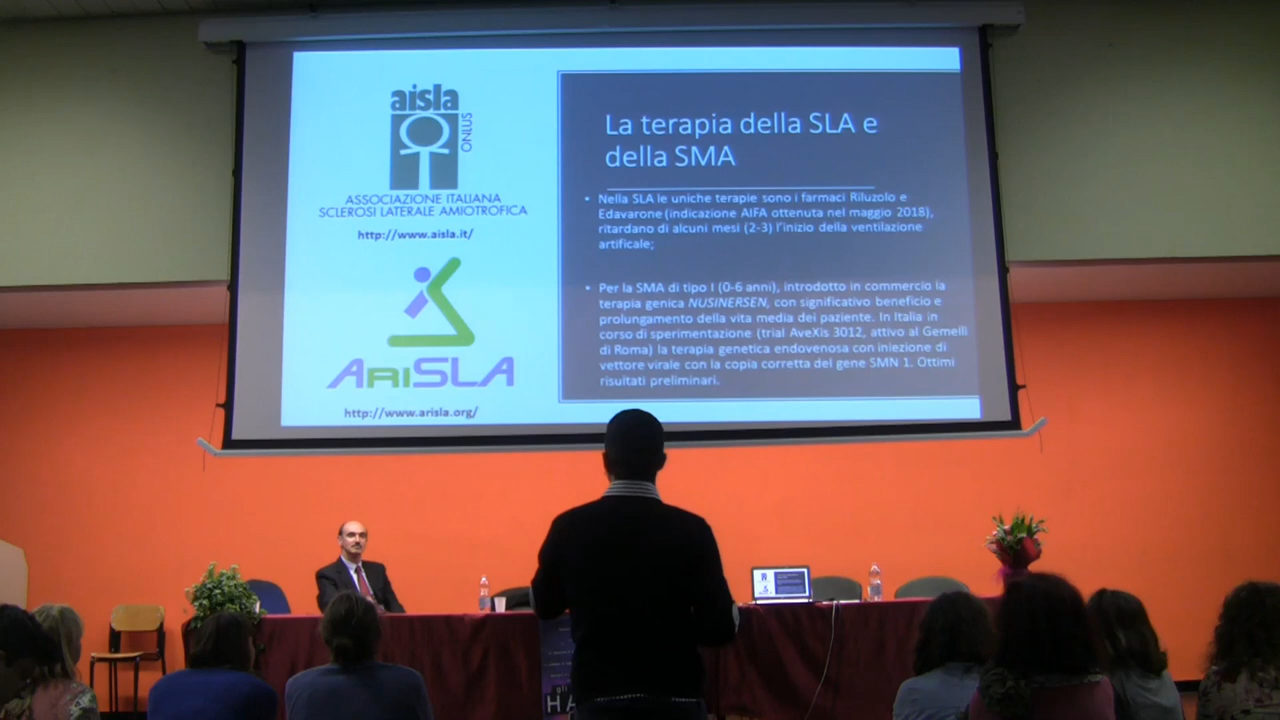 aisla
ONLUS
ASSOCIAZIONE ITALIANA
SCLEROSI LATERALE AMIOTROFICA
http://www.aisla.it/
ARISLA
http://www.arisla.org/
La terapia della SLA e
della SMA
• Nella SLA le uniche terapie sono i farmaci Riluzolo e
Edavarone (indicazione AIFA ottenuta nel maggio 2018),
ritardano di alcuni mesi (2-3) l'inizio della ventilazione
artificale;
• Per la SMA di tipo I (0-6 anni), introdotto in commercio la
terapia genica NUSINERSEN, con significativo beneficio e
prolungamento della vita media dei paziente. In Italia in
corso di sperimentazione (trial AveXis 3012, attivo al Gemelli
di Roma) la terapia genetica endovenosa con iniezione di
vettore virale con la copia corretta del gene SMN 1. Ottimi
risultati preliminari.
gli
HA